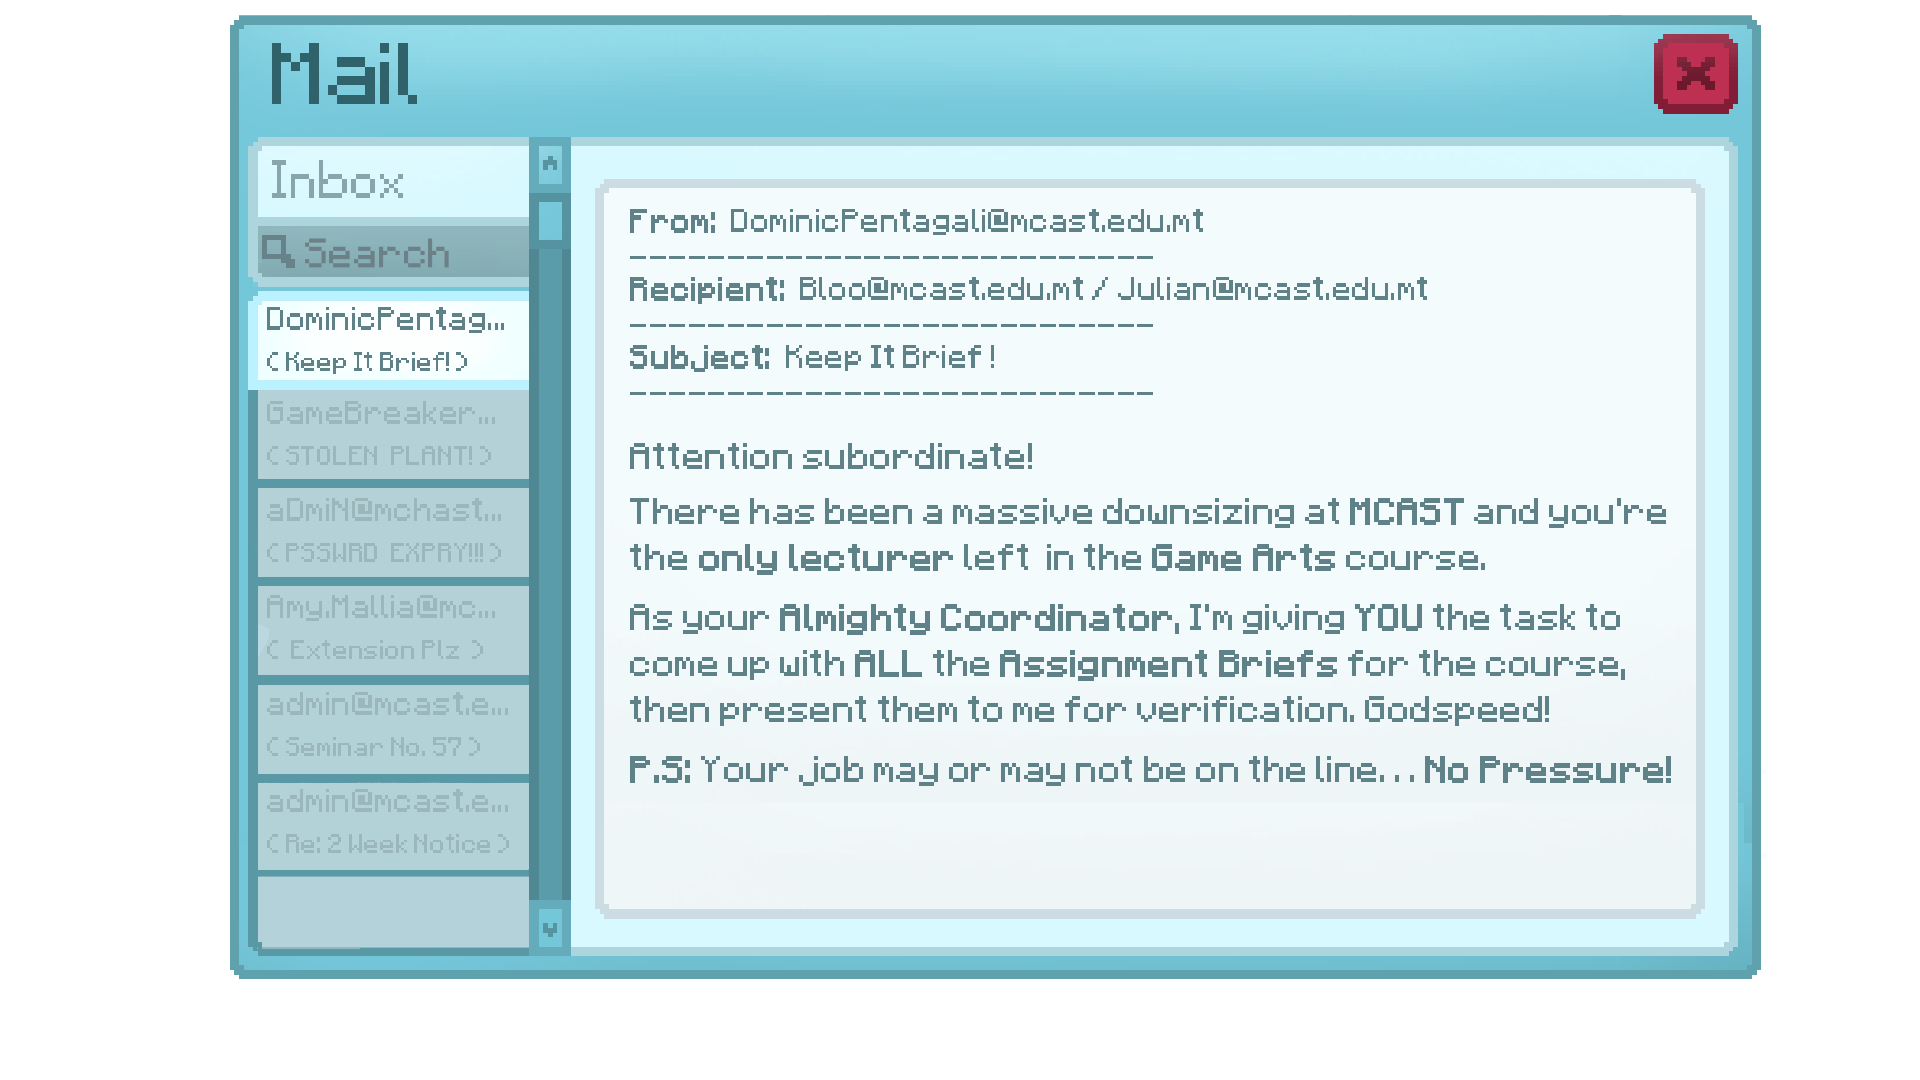 Mail
Inbox
Search
DominicPentag...
( Keep It Brief! )
GameBreaker...
( STOLEN PLANT! )
aDmiN@mchast...
( PSSWRD EXPRY!!! )
Amy.Mallia@mc...
( Extension Plz )
admin@mcast.e...
( Seminar No. 57 )
admin@mcast.e...
( Re: 2 Week Notice )
From: DominicPentagali@mcast.edu.mt
Recipient: Bloo@mcast.edu.mt / Julian@mcast.edu.mt
Subject: Keep It Brief !
Attention subordinate!
There has been a massive downsizing at MCAST and you're
the only lecturer left in the Game Arts course.
As your Almighty Coordinator, I'm giving YOU the task to
come up with ALL the Assignment Briefs for the course,
then present them to me for verification. Godspeed!
P.S: Your job may or may not be on the line... No Pressure!